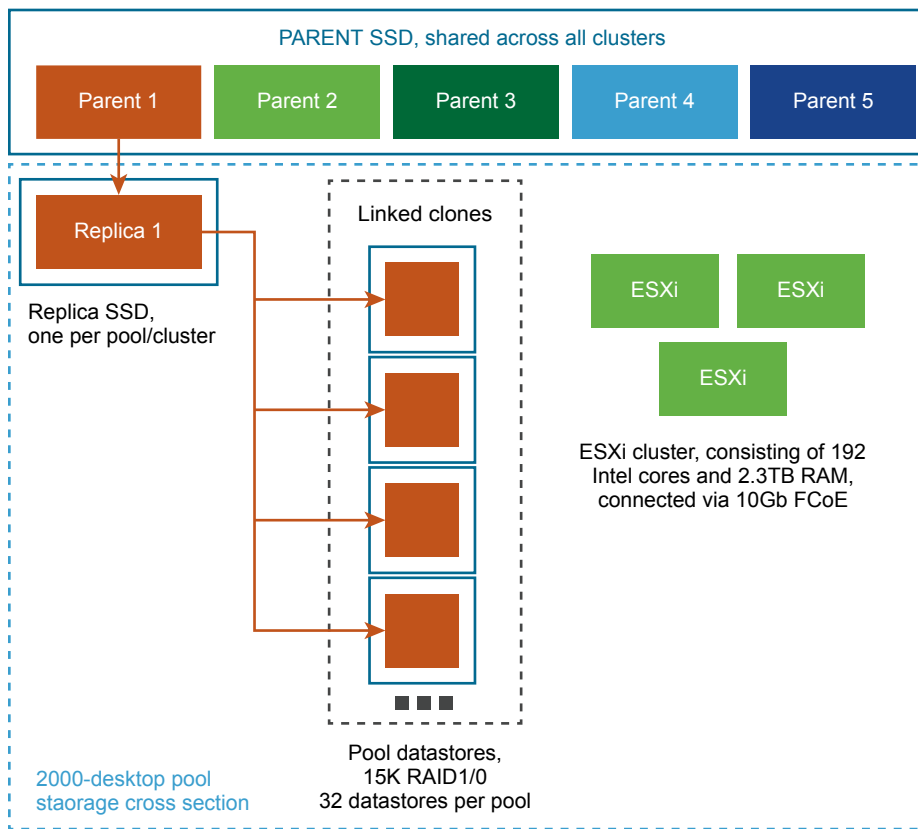 PARENT SSD, shared across all clusters
Parent 1
Parent 2
Parent 3
Parent 4
Parent 5
Replica 1
Replica SSD,
one per pool/cluster
Linked clones
ESXi
ESXi
ESXi
ESXi cluster, consisting of 192
Intel cores and 2.3TB RAM,
connected via 10Gb FCoE
Pool datastores,
15K RAID1/0
32 datastores per pool
2000-desktop pool
staorage cross section